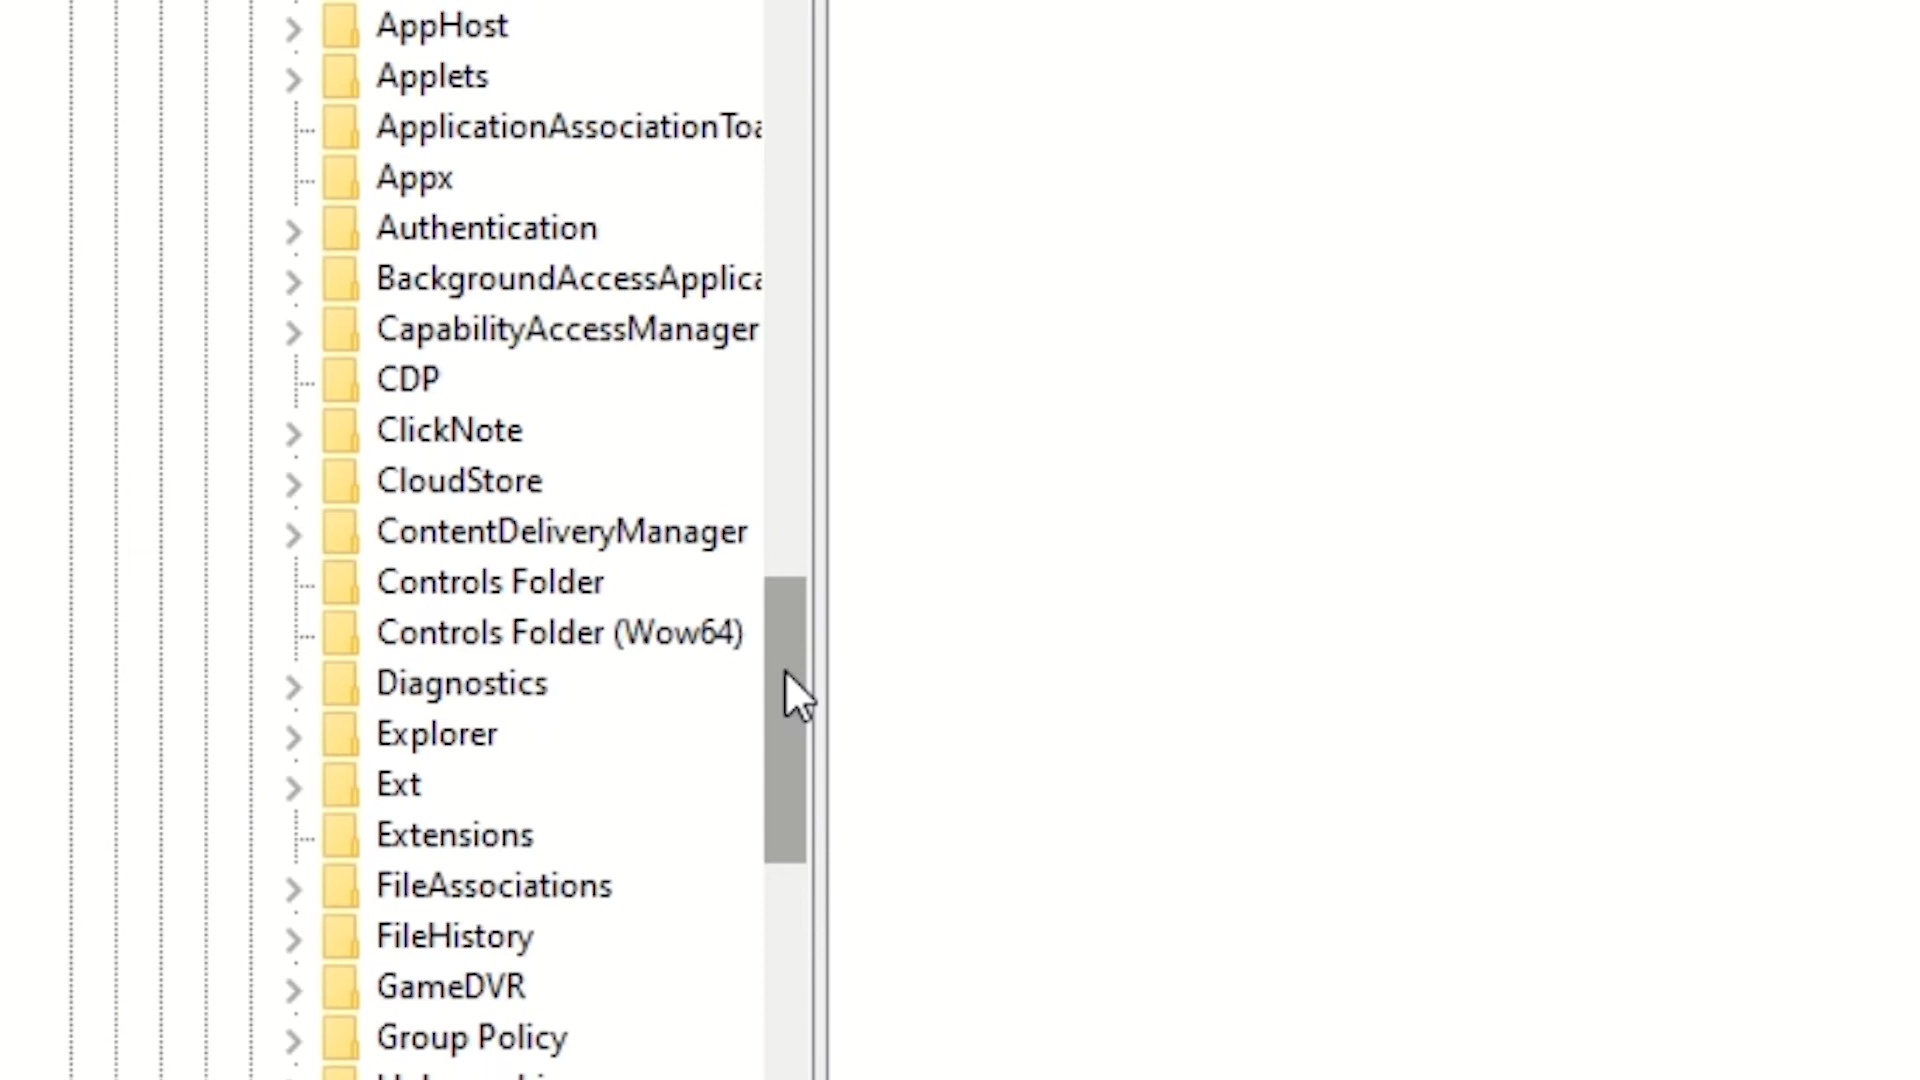 AppHost
Applets
ApplicationAssociationToa
Appx
Authentication
BackgroundAccessApplica
CapabilityAccessManager
CDP
ClickNote
CloudStore
ContentDeliveryManager
Controls Folder
Controls Folder (Wow64)
Diagnostics
Explorer
Ext
Extensions
FileAssociations
FileHistory
GameDVR
Group Policy